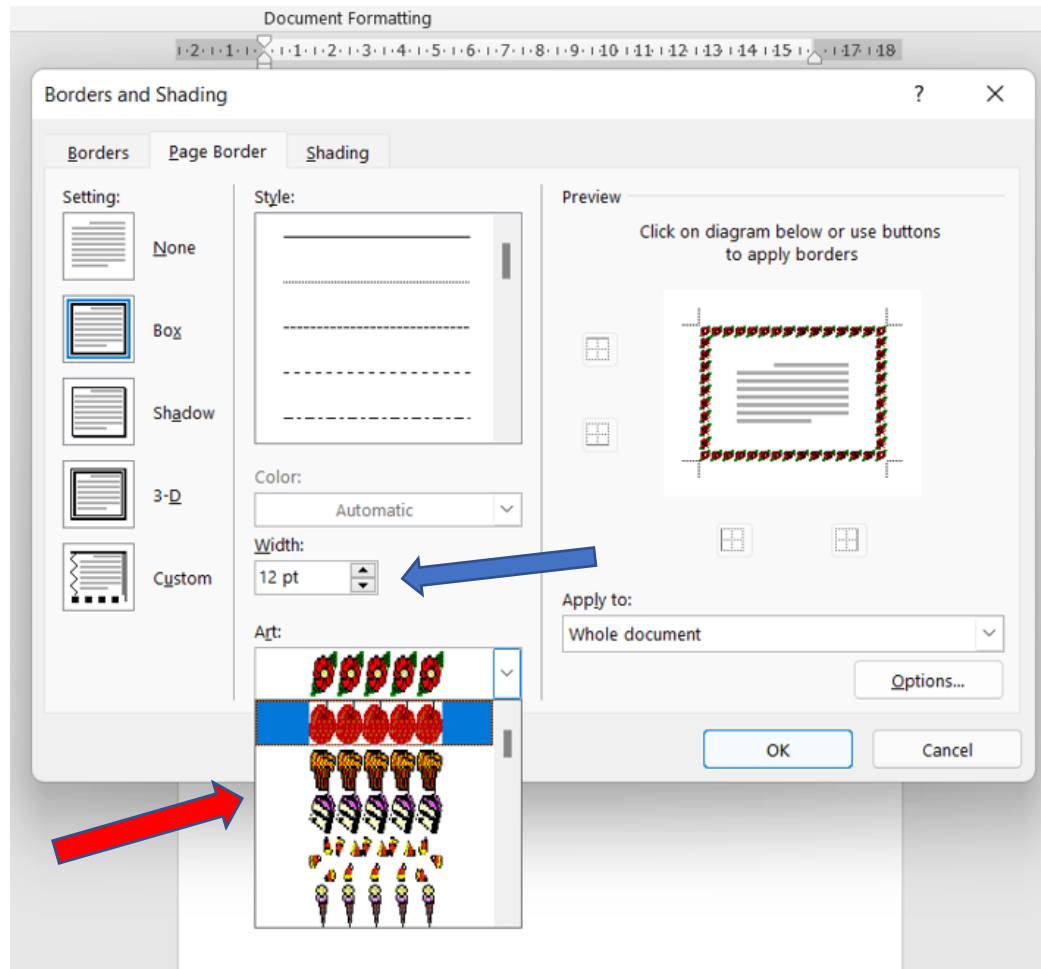 Document Formatting
2 1 1 2 3 4 5 6 7 8 9 10 11 12 13 14 15 17 18
Borders and Shading ?
Borders Page Border Shading
Setting:
None
Box
Shadow
3-D
Custom
Style:
Color:
Automatic
Width:
12 pt
Art:
Preview
Click on diagram below or use buttons
to apply borders
Apply to:
Whole document
Options...
OK Cancel